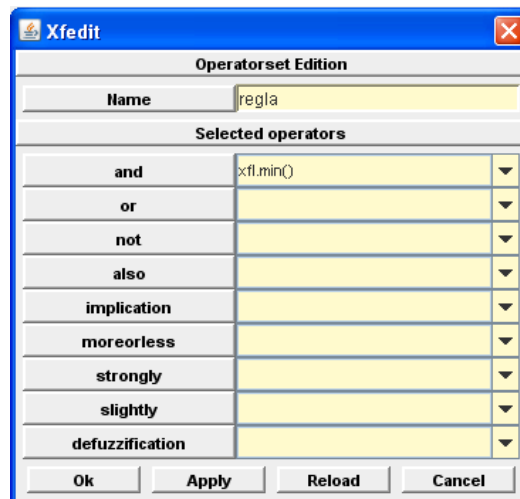 Xfedit
Operatorset Edition
Name regla
Selected operators
and xfl.min()
or
not
also
implication
moreorless
strongly
slightly
defuzzification
Ok Apply Reload Cancel